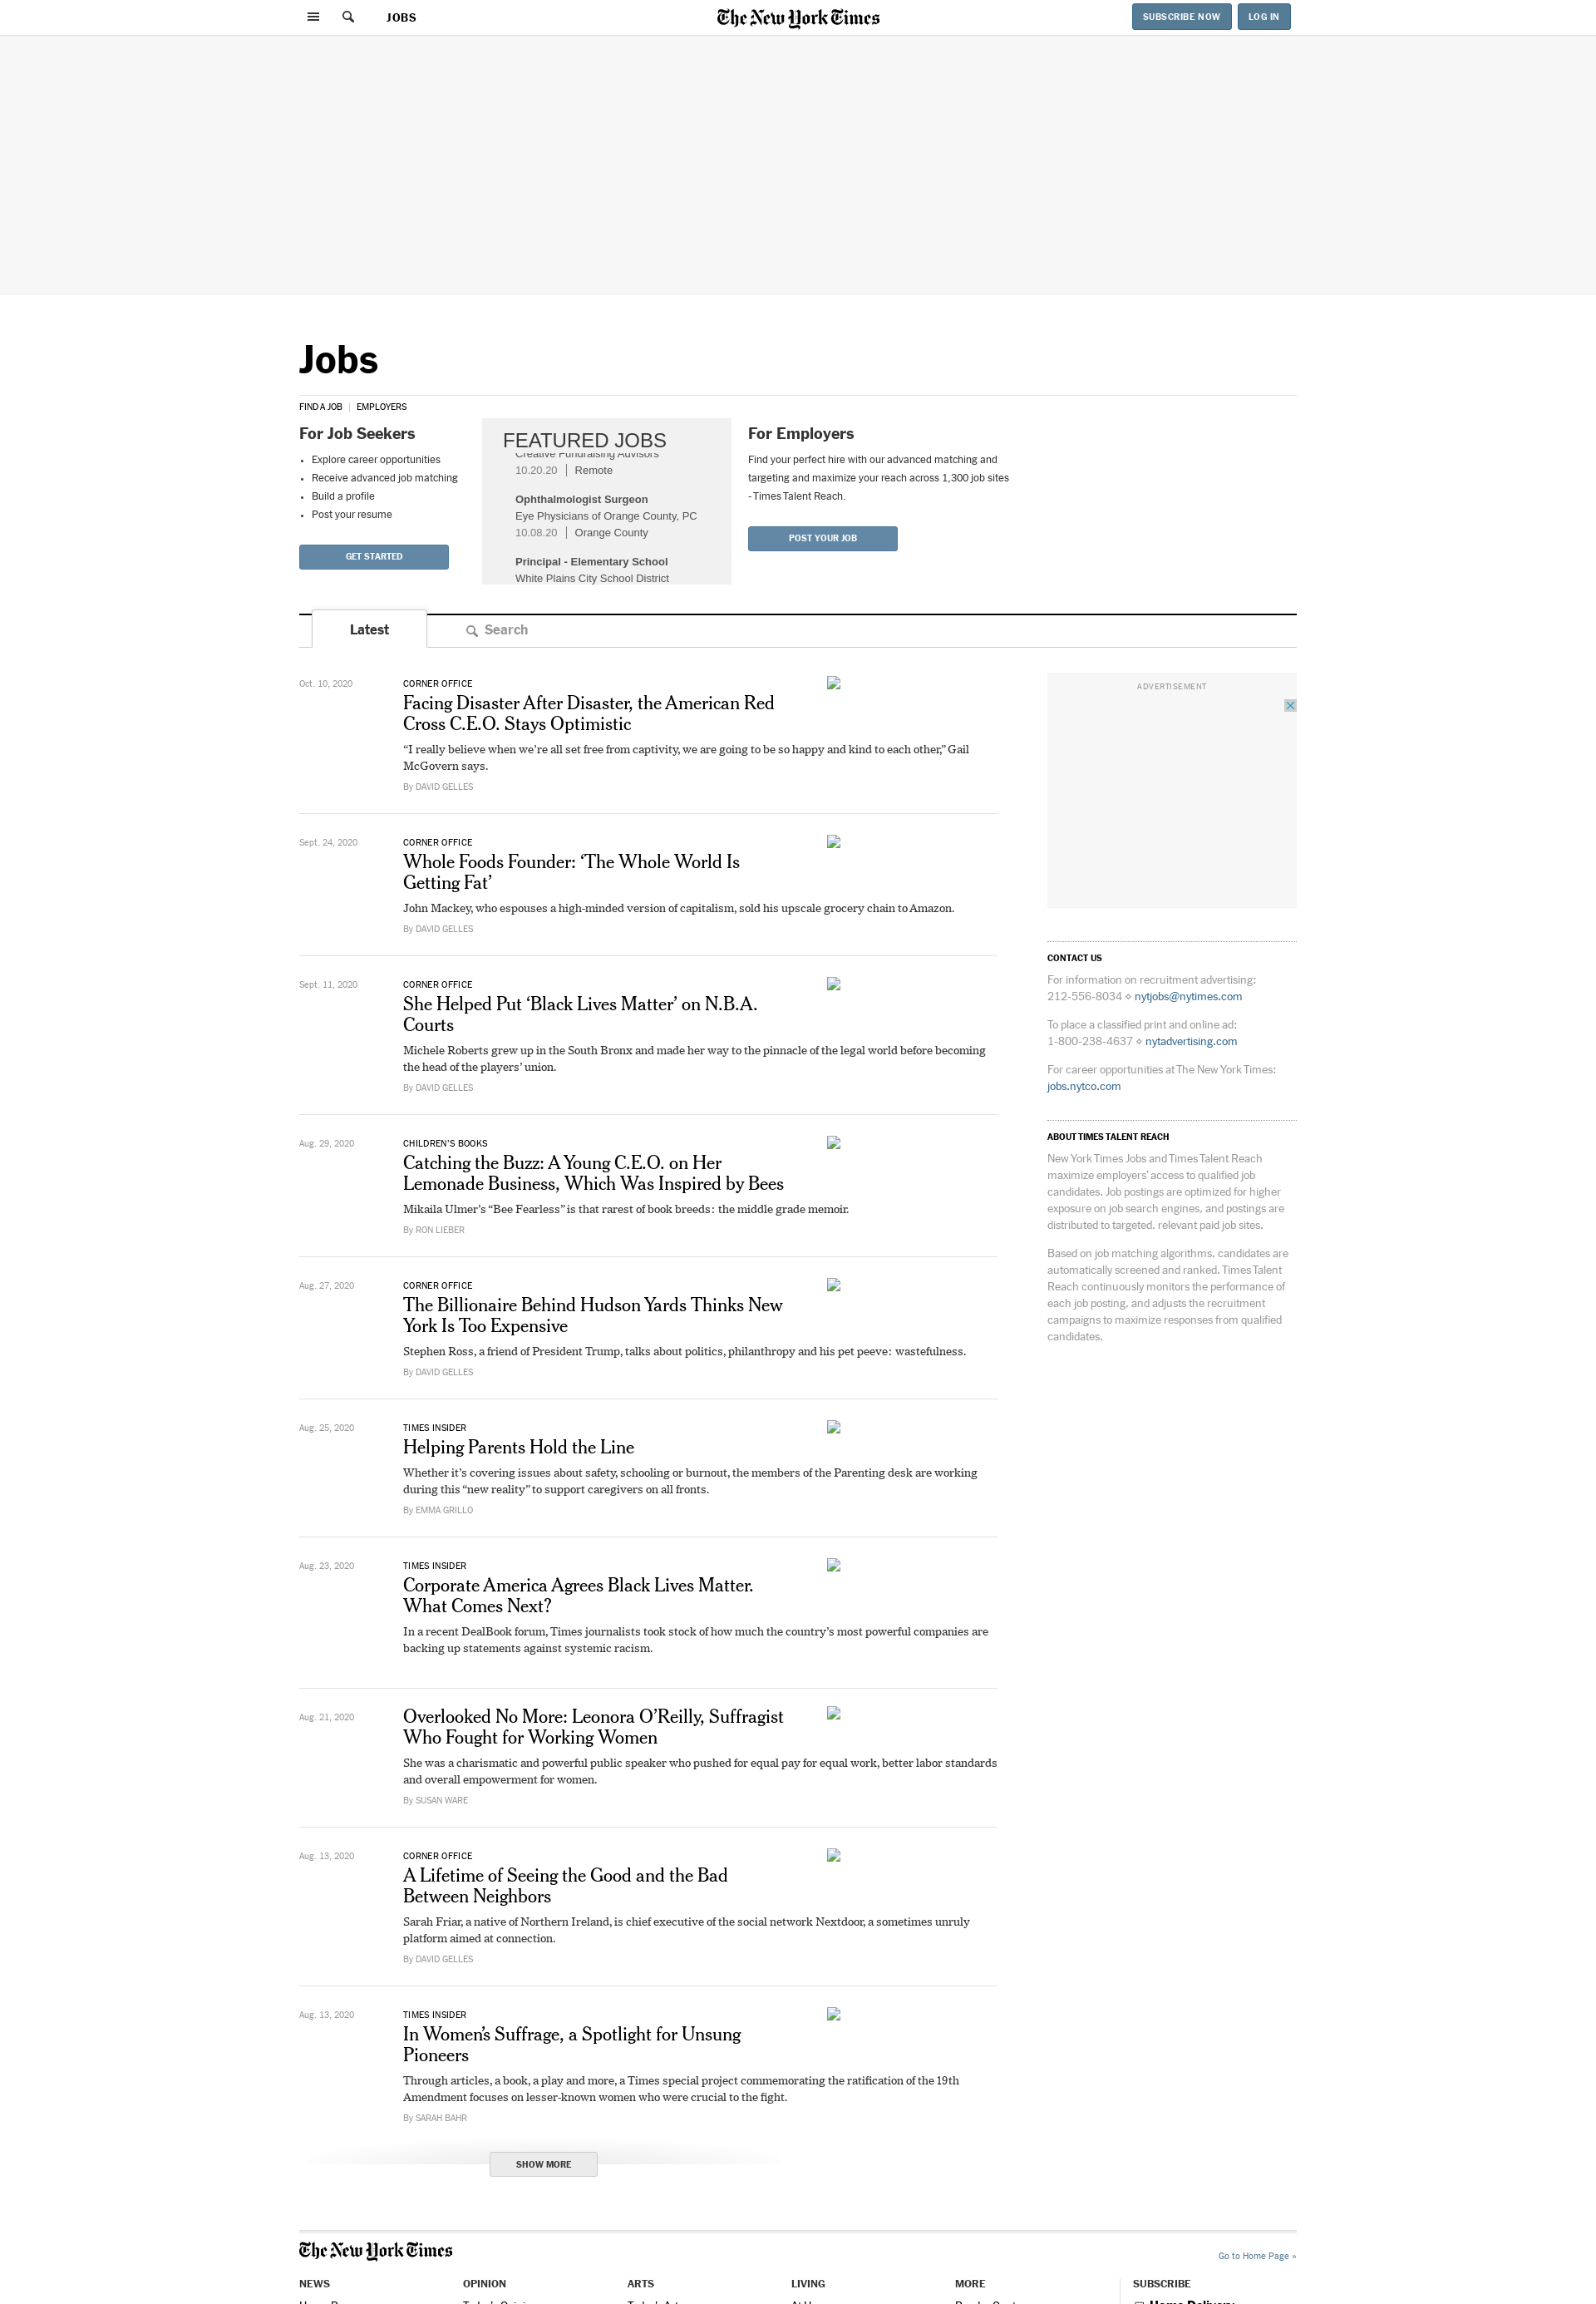 JOBS
The New York Times
SUBSCRIBE NOW
LOG IN
Jobs
FIND A JOB | EMPLOYERS
For Job Seekers
• Explore career opportunities
• Receive advanced job matching
• Build a profile
• Post your resume
GET STARTED
FEATURED JOBS
Creative Fundraising Advisors
10.20.20 | Remote
Ophthalmologist Surgeon
Eye Physicians of Orange County, PC
10.08.20 | Orange County
Principal - Elementary School
White Plains City School District
For Employers
Find your perfect hire with our advanced matching and
targeting and maximize your reach across 1,300 job sites
- Times Talent Reach.
POST YOUR JOB
Latest
Search
Oct. 10, 2020
CORNER OFFICE
Facing Disaster After Disaster, the American Red
Cross C.E.O. Stays Optimistic
“I really believe when we’re all set free from captivity, we are going to be so happy and kind to each other,” Gail
McGovern says.
By DAVID GELLES
Sept. 24, 2020
CORNER OFFICE
Whole Foods Founder: ‘The Whole World Is
Getting Fat’
John Mackey, who espouses a high-minded version of capitalism, sold his upscale grocery chain to Amazon.
By DAVID GELLES
Sept. 11, 2020
CORNER OFFICE
She Helped Put ‘Black Lives Matter’ on N.B.A.
Courts
Michele Roberts grew up in the South Bronx and made her way to the pinnacle of the legal world before becoming
the head of the players’ union.
By DAVID GELLES
Aug. 29, 2020
CHILDREN’S BOOKS
Catching the Buzz: A Young C.E.O. on Her
Lemonade Business, Which Was Inspired by Bees
Mikaila Ulmer’s “Bee Fearless” is that rarest of book breeds: the middle grade memoir.
By RON LIEBER
Aug. 27, 2020
CORNER OFFICE
The Billionaire Behind Hudson Yards Thinks New
York Is Too Expensive
Stephen Ross, a friend of President Trump, talks about politics, philanthropy and his pet peeve: wastefulness.
By DAVID GELLES
Aug. 25, 2020
TIMES INSIDER
Helping Parents Hold the Line
Whether it’s covering issues about safety, schooling or burnout, the members of the Parenting desk are working
during this “new reality” to support caregivers on all fronts.
By EMMA GRILLO
Aug. 23, 2020
TIMES INSIDER
Corporate America Agrees Black Lives Matter.
What Comes Next?
In a recent DealBook forum, Times journalists took stock of how much the country’s most powerful companies are
backing up statements against systemic racism.
Aug. 21, 2020
Overlooked No More: Leonora O’Reilly, Suffragist
Who Fought for Working Women
She was a charismatic and powerful public speaker who pushed for equal pay for equal work, better labor standards
and overall empowerment for women.
By SUSAN WARE
Aug. 13, 2020
CORNER OFFICE
A Lifetime of Seeing the Good and the Bad
Between Neighbors
Sarah Friar, a native of Northern Ireland, is chief executive of the social network Nextdoor, a sometimes unruly
platform aimed at connection.
By DAVID GELLES
Aug. 13, 2020
TIMES INSIDER
In Women’s Suffrage, a Spotlight for Unsung
Pioneers
Through articles, a book, a play and more, a Times special project commemorating the ratification of the 19th
Amendment focuses on lesser-known women who were crucial to the fight.
By SARAH BAHR
SHOW MORE
ADVERTISEMENT
CONTACT US
For information on recruitment advertising:
212-556-8034 ⋄ nytjobs@nytimes.com
To place a classified print and online ad:
1-800-238-4637 ⋄ nytadvertising.com
For career opportunities at The New York Times:
jobs.nytco.com
ABOUT TIMES TALENT REACH
New York Times Jobs and Times Talent Reach
maximize employers’ access to qualified job
candidates. Job postings are optimized for higher
exposure on job search engines, and postings are
distributed to targeted, relevant paid job sites.
Based on job matching algorithms, candidates are
automatically screened and ranked. Times Talent
Reach continuously monitors the performance of
each job posting, and adjusts the recruitment
campaigns to maximize responses from qualified
candidates.
The New York Times
Go to Home Page »
NEWS
OPINION
ARTS
LIVING
MORE
SUBSCRIBE
Home Delivery